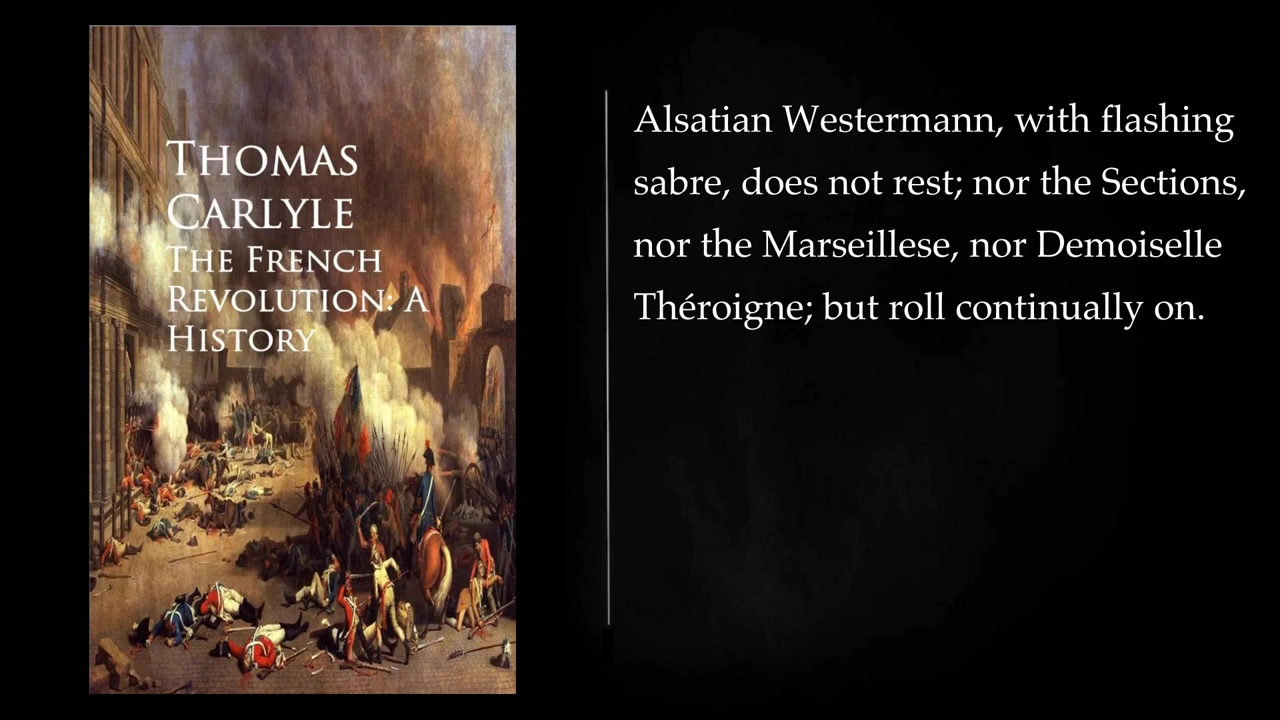 THOMAS
CARLYLE
THE FRENCH
REVOLUTION: A
HISTORY
Alsatian Westermann, with flashing
sabre, does not rest; nor the Sections,
nor the Marseillese, nor Demoiselle
Théroigne; but roll continually on.